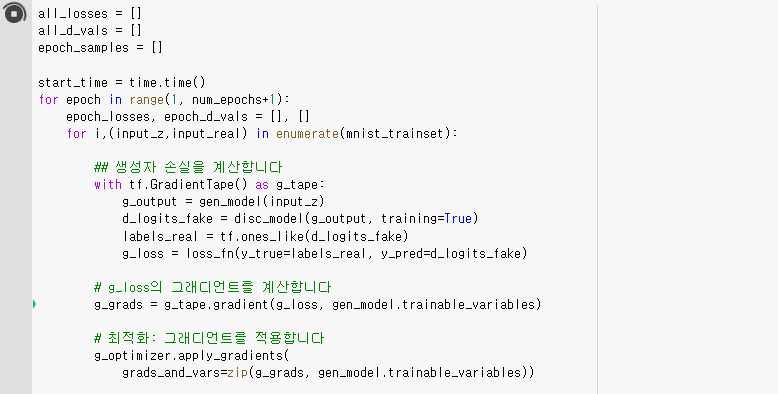 all_losses = []
all_d_vals = []
epoch_samples = []
start_time = time.time()
for epoch in range(1, num_epochs+1):
epoch_losses, epoch_d_vals = [], []
for i,(input_z,input_real) in enumerate(mnist_trainset):
## 생성자 손실을 계산합니다
with tf.GradientTape() as g_tape:
g_output = gen_model(input_z)
d_logits_fake = disc_model(g_output, training=True)
labels_real = tf.ones_like(d_logits_fake)
g_loss = loss_fn(y_true=labels_real, y_pred=d_logits_fake)
# g_loss의 그래디언트를 계산합니다
g_grads = g_tape.gradient(g_loss, gen_model.trainable_variables)
# 최적화: 그래디언트를 적용합니다
g_optimizer.apply_gradients(
grads_and_vars=zip(g_grads, gen_model.trainable_variables))